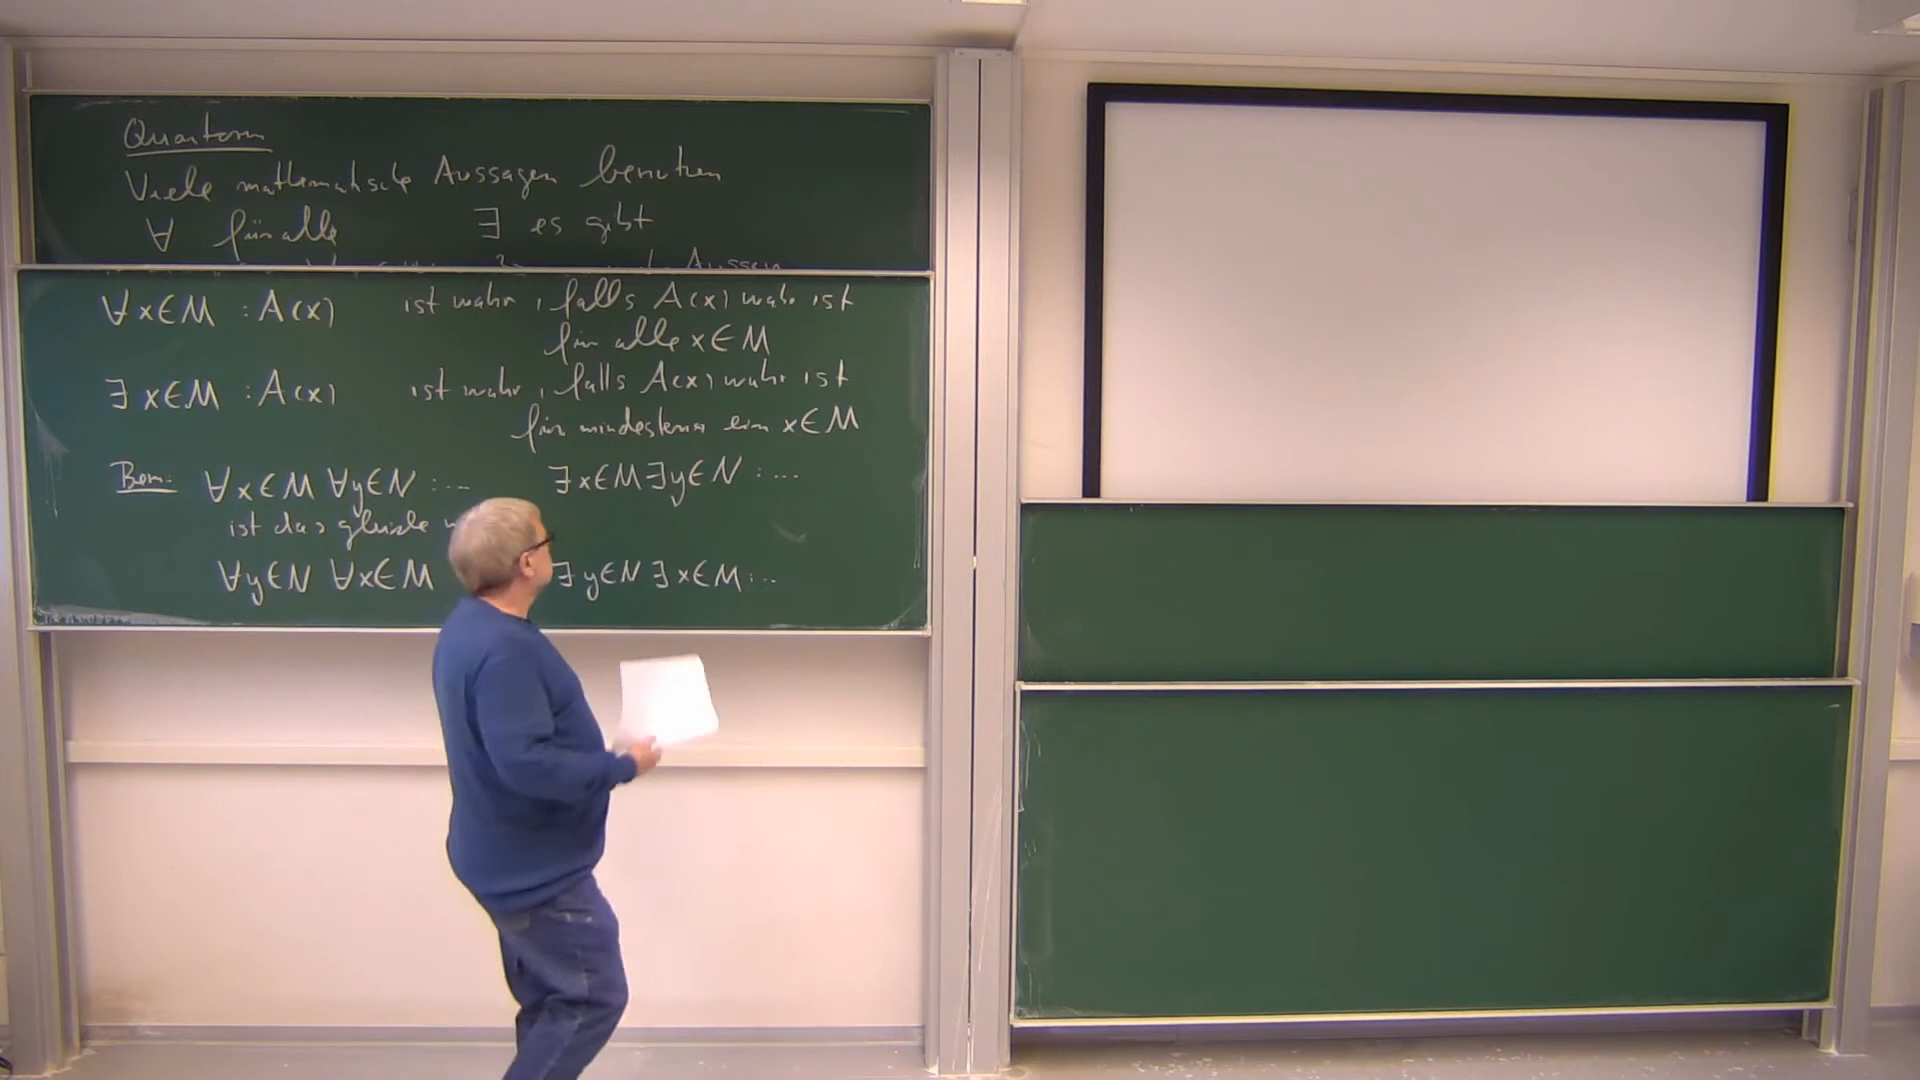 Quantoren
Viele mathematische Aussagen benutzen
∀ für alle ∃ es gibt
Aussagen
∀x∈M : A(x) ist wahr, falls A(x) wahr ist
für alle x∈M
∃x∈M : A(x) ist wahr, falls A(x) wahr ist
für mindestens ein x∈M
Bem: ∀x∈M ∀y∈N : ... ∃x∈M ∃y∈N : ...
ist das gleiche
∀y∈N ∀x∈M ∃y∈N ∃x∈M : ...